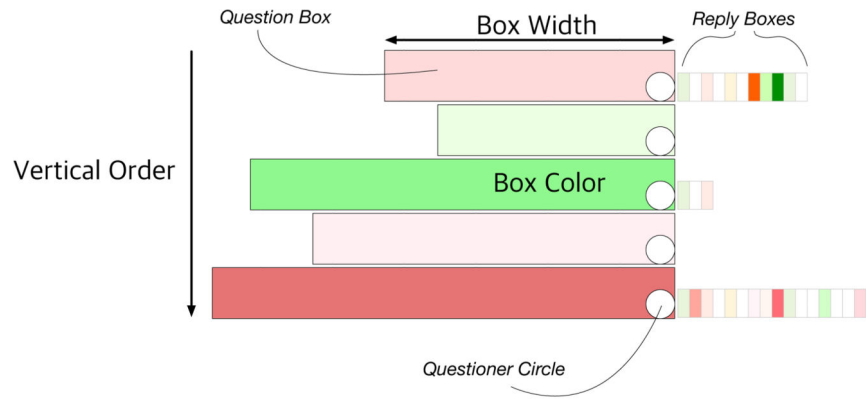 Question Box
Box Width
Reply Boxes
Vertical Order
Box Color
Questioner Circle